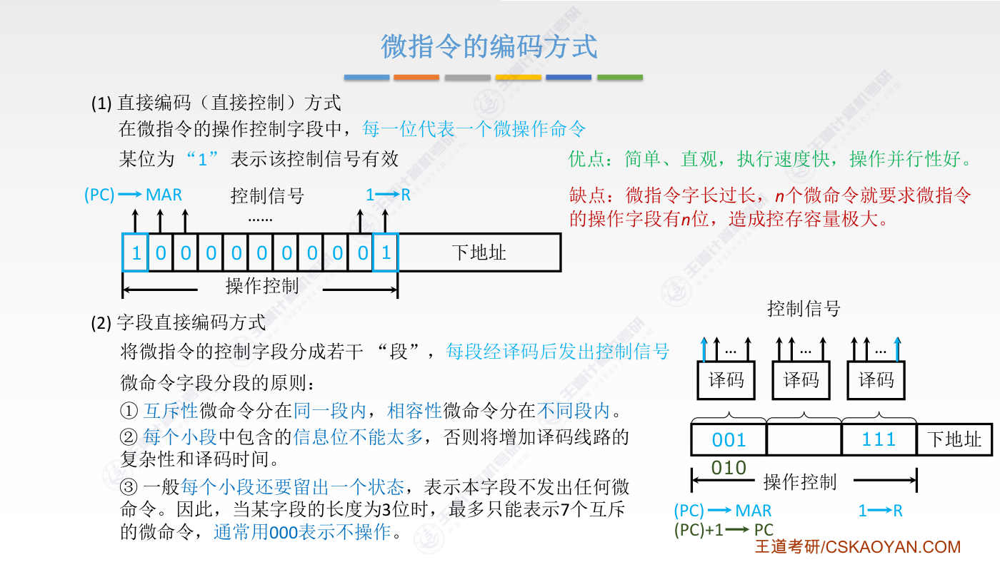 微指令的编码方式
(1) 直接编码（直接控制）方式
在微指令的操作控制字段中，每一位代表一个微操作命令
某位为“1”表示该控制信号有效
优点：简单、直观，执行速度快，操作并行性好。
缺点：微指令字长过长，n个微命令就要求微指令
的操作字段有n位，造成控存容量极大。
(PC)→MAR 控制信号 1→R
……
1 0 0 0 0 0 0 0 0 0 1 下地址
操作控制
(2) 字段直接编码方式
将微指令的控制字段分成若干“段”，每段经译码后发出控制信号
微命令字段分段的原则：
① 互斥性微命令分在同一段内，相容性微命令分在不同段内。
② 每个小段中包含的信息位不能太多，否则将增加译码线路的
复杂性和译码时间。
③ 一般每个小段还要留出一个状态，表示本字段不发出任何微
命令。因此，当某字段的长度为3位时，最多只能表示7个互斥
的微命令，通常用000表示不操作。
控制信号
… … …
译码 译码 译码
001 111 下地址
010
操作控制
(PC)→MAR 1→R
(PC)+1→PC
王道考研/CSKAOYAN.COM